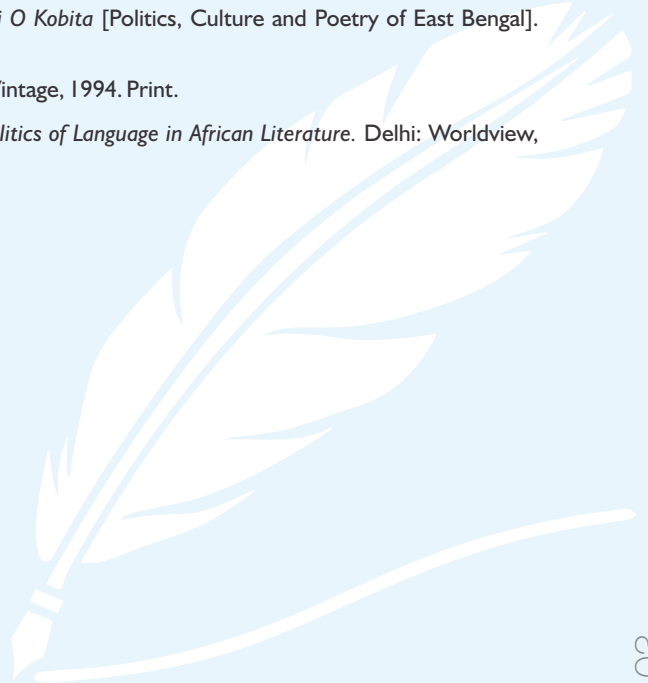 i O Kobita [Politics, Culture and Poetry of East Bengal].
Vintage, 1994. Print.
litics of Language in African Literature. Delhi: Worldview,